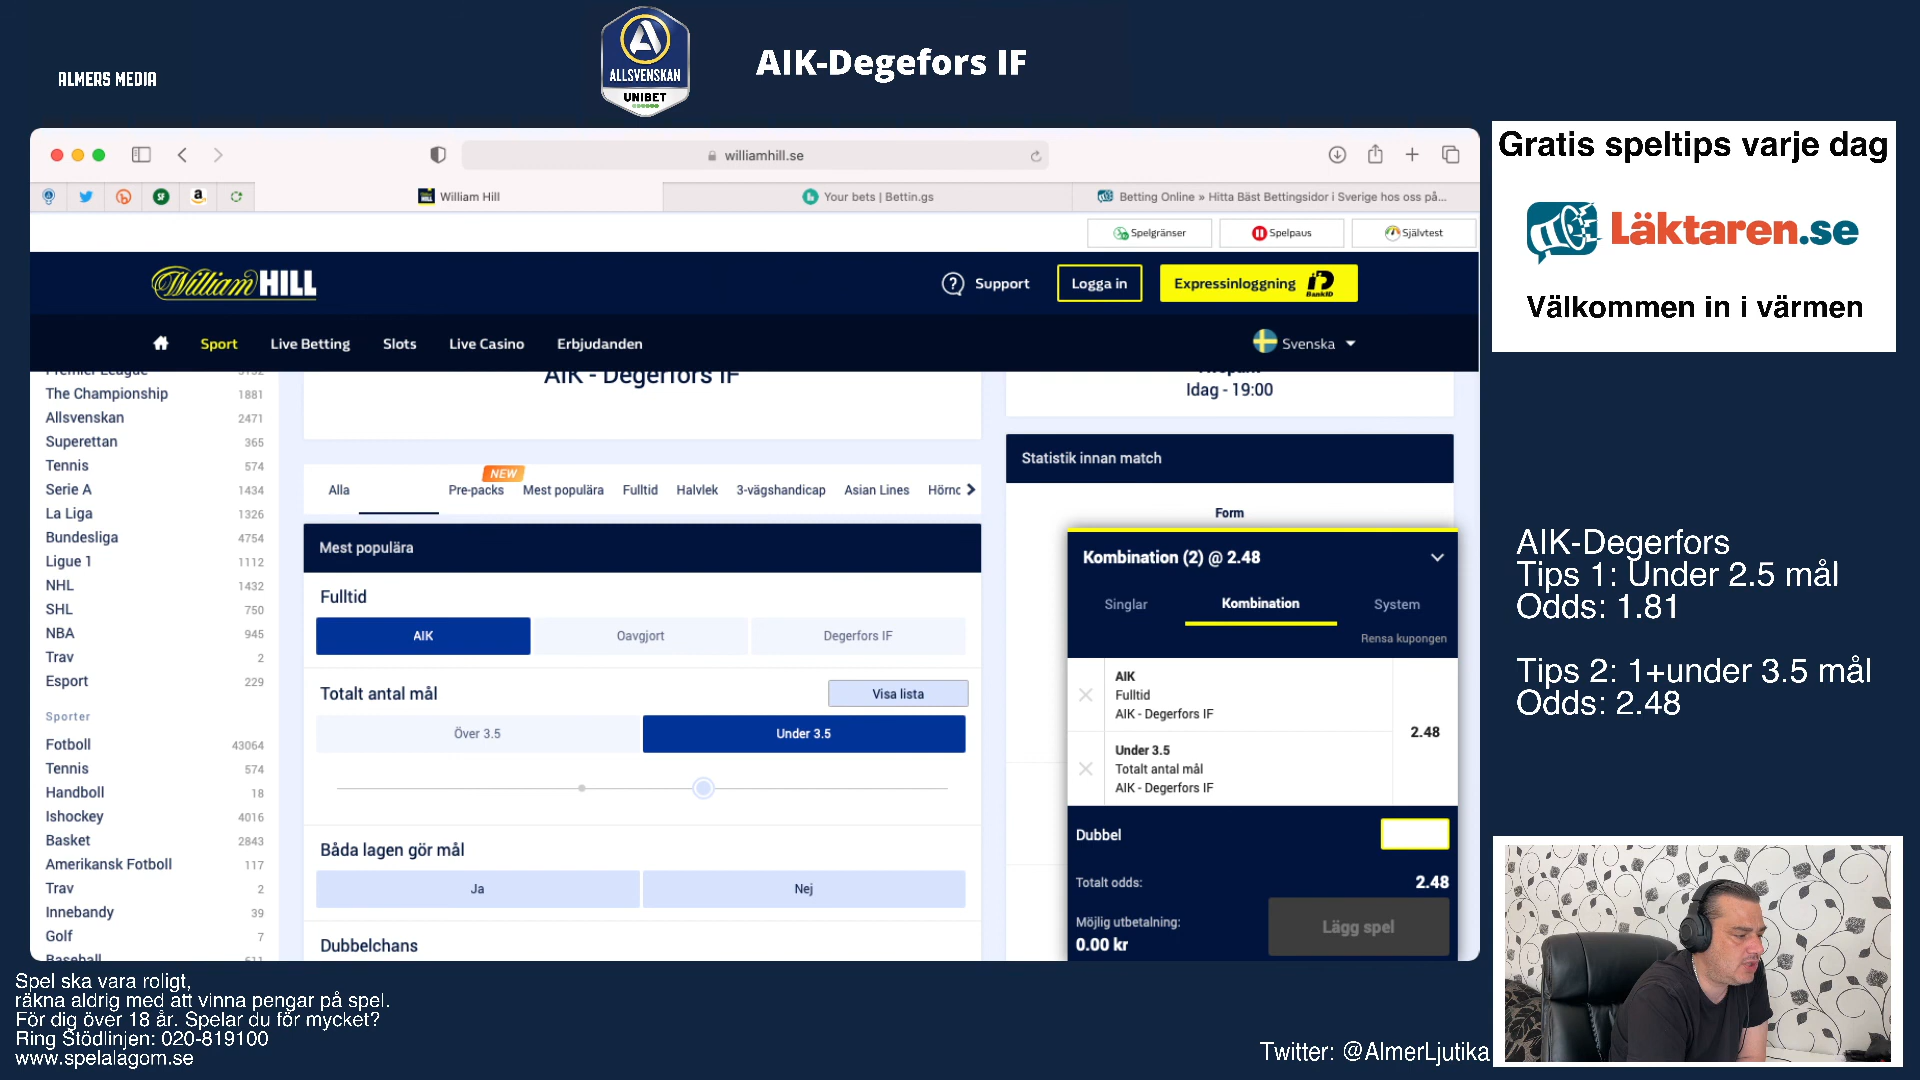 ALMERS MEDIA
ALLSVENSKAN
UNIBET
AIK-Degefors IF
williamhill.se
William Hill
Your bets | Bettin.gs
Betting Online » Hitta Bäst Bettingsidor i Sverige hos oss på...
Spelgränser
Spelpaus
Självtest
William HILL
Support
Logga in
Expressinloggning
BankID
Sport
Live Betting
Slots
Live Casino
Erbjudanden
Svenska
Premier League
The Championship 1881
Allsvenskan 2471
Superettan 365
Tennis 574
Serie A 1434
La Liga 1326
Bundesliga 4754
Ligue 1 1112
NHL 1432
SHL 750
NBA 945
Trav 2
Esport 229
Sporter
Fotboll 43064
Tennis 574
Handboll 18
Ishockey 4016
Basket 2843
Amerikansk Fotboll 117
Trav 2
Innebandy 39
Golf 7
Baseball 611
AIK - Degerfors IF
Alla
NEW
Pre-packs
Mest populära
Fulltid
Halvlek
3-vägshandicap
Asian Lines
Hörnc
Mest populära
Fulltid
AIK
Oavgjort
Degerfors IF
Totalt antal mål
Visa lista
Över 3.5
Under 3.5
Båda lagen gör mål
Ja
Nej
Dubbelchans
Idag - 19:00
Statistik innan match
Form
Kombination (2) @ 2.48
Singlar
Kombination
System
Rensa kupongen
AIK
Fulltid
AIK - Degerfors IF
2.48
Under 3.5
Totalt antal mål
AIK - Degerfors IF
Dubbel
Totalt odds: 2.48
Möjlig utbetalning:
0.00 kr
Lägg spel
Gratis speltips varje dag
Läktaren.se
Välkommen in i värmen
AIK-Degerfors
Tips 1: Under 2.5 mål
Odds: 1.81
Tips 2: 1+under 3.5 mål
Odds: 2.48
Spel ska vara roligt,
räkna aldrig med att vinna pengar på spel.
För dig över 18 år. Spelar du för mycket?
Ring Stödlinjen: 020-819100
www.spelalagom.se
Twitter: @AlmerLjutika